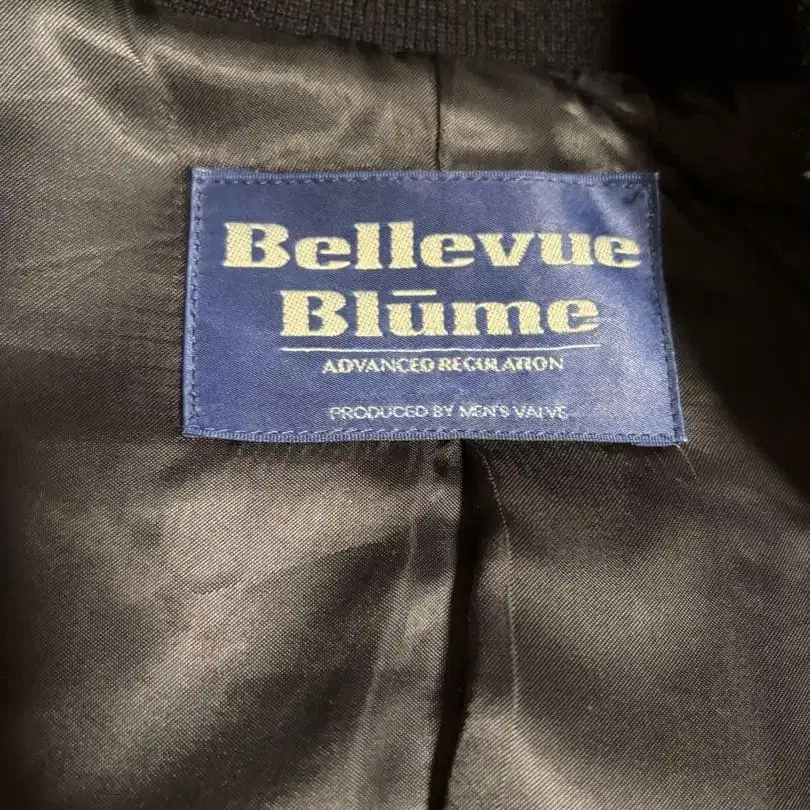 Bellevue
Blūme
ADVANCED REGULATION
PRODUCED BY MEN'S VALVE